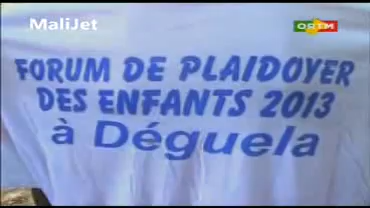 MaliJet
ORTM
FORUM DE PLAIDOYER
DES ENFANTS 2013
à Déguela